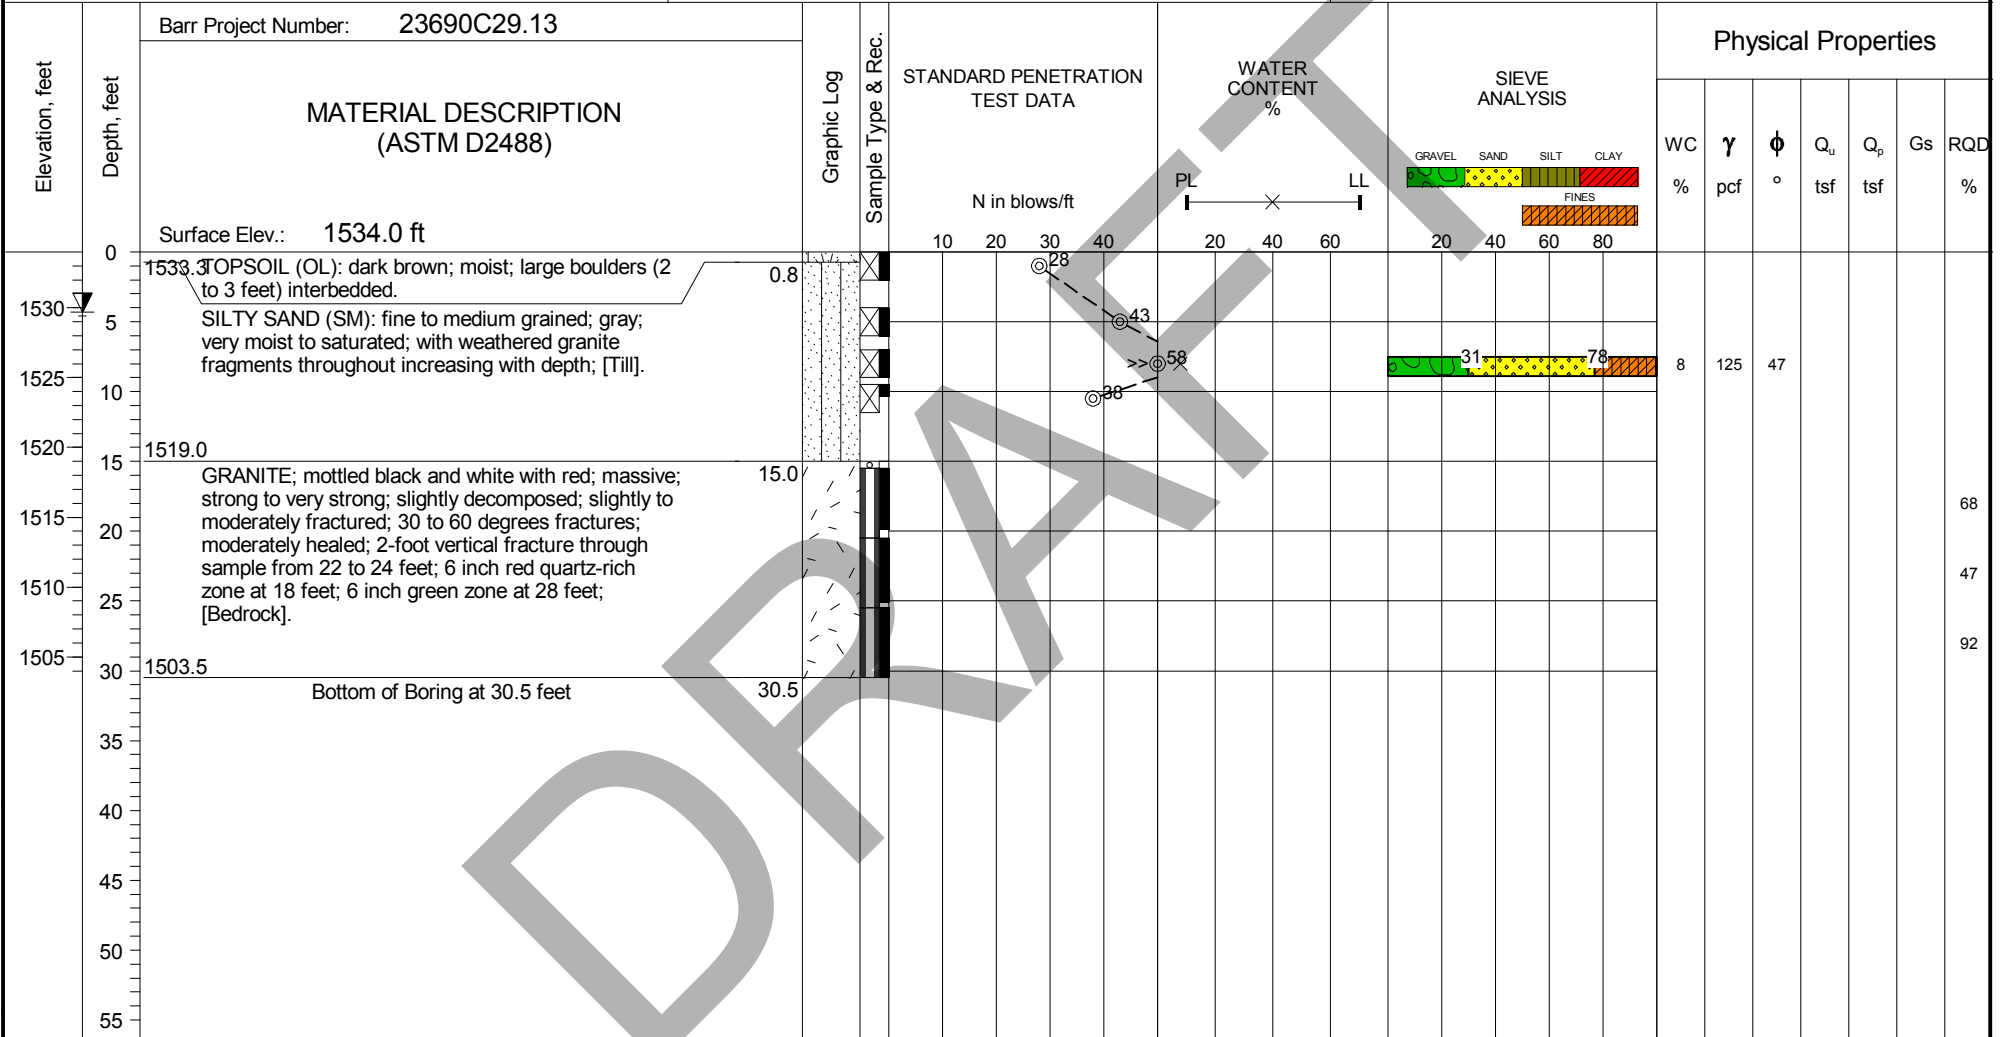 Barr Project Number: 23690C29.13
Physical Properties
Elevation, feet
Depth, feet
MATERIAL DESCRIPTION
(ASTM D2488)
Graphic Log
Sample Type & Rec.
STANDARD PENETRATION
TEST DATA
N in blows/ft
WATER
CONTENT
%
PL LL
SIEVE
ANALYSIS
GRAVEL SAND SILT CLAY
FINES
WC γ ϕ Qu Qp Gs RQD
% pcf ° tsf tsf %
Surface Elev.: 1534.0 ft
10 20 30 40 20 40 60 20 40 60 80
0
1533.3 TOPSOIL (OL): dark brown; moist; large boulders (2
to 3 feet) interbedded.
0.8
28
1530
5
SILTY SAND (SM): fine to medium grained; gray;
very moist to saturated; with weathered granite
fragments throughout increasing with depth; [Till].
43
>> 58
31 78
8 125 47
1525
10
38
1520
1519.0
15
15.0
GRANITE; mottled black and white with red; massive;
strong to very strong; slightly decomposed; slightly to
moderately fractured; 30 to 60 degrees fractures;
moderately healed; 2-foot vertical fracture through
sample from 22 to 24 feet; 6 inch red quartz-rich
zone at 18 feet; 6 inch green zone at 28 feet;
[Bedrock].
68
1515
20
47
1510
25
92
1505
30
1503.5
Bottom of Boring at 30.5 feet
30.5
35
40
45
50
55
DRAFT